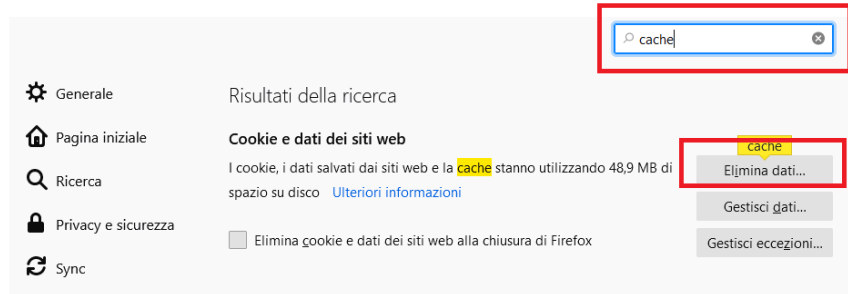 cache
Generale
Risultati della ricerca
Pagina iniziale
Cookie e dati dei siti web
cache
I cookie, i dati salvati dai siti web e la cache stanno utilizzando 48,9 MB di
Elimina dati...
Ricerca
spazio su disco Ulteriori informazioni
Gestisci dati...
Privacy e sicurezza
Elimina cookie e dati dei siti web alla chiusura di Firefox
Gestisci eccezioni...
Sync